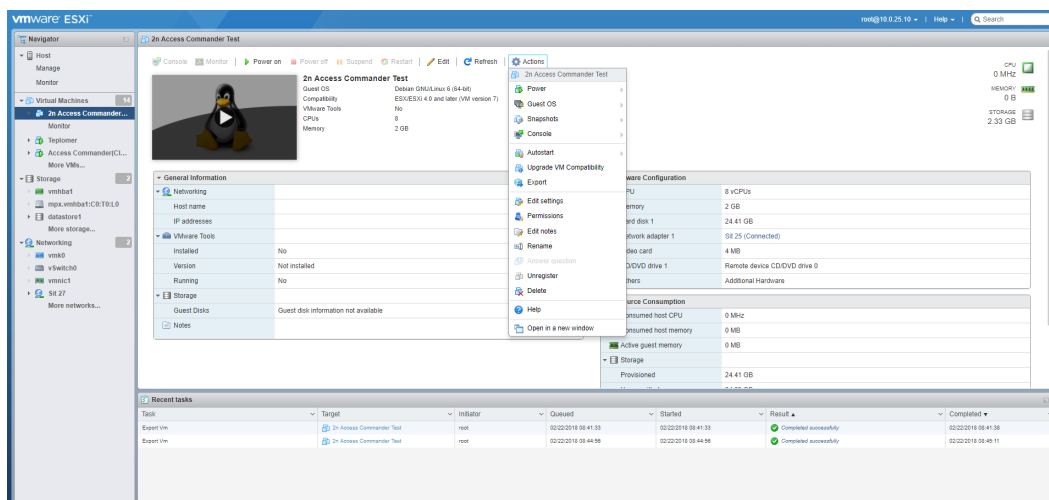 vmware ESXi
root@10.0.25.10 | Help | Search
Navigator
Host
Manage
Monitor
Virtual Machines 14
2n Access Commander...
Monitor
Teplomer
Access Commander(Cl...
More VMs...
Storage 2
vmhba1
mpx.vmhba1:C0:T0:L0
datastore1
More storage...
Networking 2
vmk0
vSwitch0
vmnic1
Sit 27
More networks...
2n Access Commander Test
Console Monitor | Power on Power off Suspend Restart | Edit | Refresh | Actions
2n Access Commander Test
Guest OS Debian GNU/Linux 6 (64-bit)
Compatibility ESX/ESXi 4.0 and later (VM version 7)
VMware Tools No
CPUs 8
Memory 2 GB
CPU
0 MHz
MEMORY
0 B
STORAGE
2.33 GB
2n Access Commander Test
Power
Guest OS
Snapshots
Console
Autostart
Upgrade VM Compatibility
Export
Edit settings
Permissions
Edit notes
Rename
Answer question
Unregister
Delete
Help
Open in a new window
General Information
Networking
Host name
IP addresses
VMware Tools
Installed No
Version Not installed
Running No
Storage
Guest Disks Guest disk information not available
Notes
ware Configuration
PU 8 vCPUs
emory 2 GB
ard disk 1 24.41 GB
etwork adapter 1 Sit 25 (Connected)
deo card 4 MB
D/DVD drive 1 Remote device CD/DVD drive 0
thers Additional Hardware
urce Consumption
onsumed host CPU 0 MHz
onsumed host memory 0 MB
Active guest memory 0 MB
Storage
Provisioned 24.41 GB
Recent tasks
Task Target Initiator Queued Started Result Completed
Export Vm 2n Access Commander Test root 02/22/2018 08:41:33 02/22/2018 08:41:33 Completed successfully 02/22/2018 08:41:38
Export Vm 2n Access Commander Test root 02/22/2018 08:44:56 02/22/2018 08:44:56 Completed successfully 02/22/2018 08:45:11